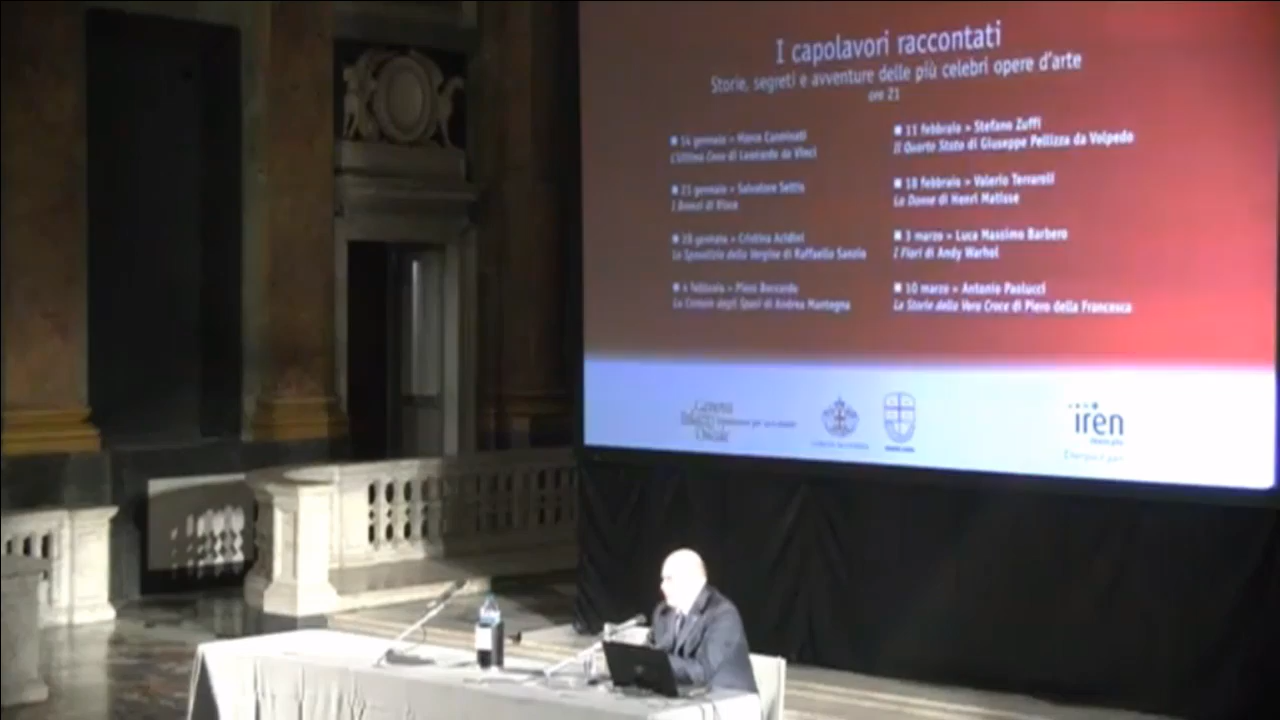 I capolavori raccontati
Storie, segreti e avventure delle più celebri opere d'arte
ore 21
14 gennaio » Marco Carminati
L'Ultima Cena di Leonardo da Vinci
21 gennaio » Salvatore Settis
I Bronzi di Riace
28 gennaio » Cristina Acidini
Lo Sposalizio della Vergine di Raffaello Sanzio
4 febbraio » Piero Boccardo
La Camera degli Sposi di Andrea Mantegna
11 febbraio » Stefano Zuffi
Il Quarto Stato di Giuseppe Pellizza da Volpedo
18 febbraio » Valerio Terraroli
Le Donne di Henri Matisse
3 marzo » Luca Massimo Barbero
I Fiori di Andy Warhol
10 marzo » Antonio Paolucci
Le Storie della Vera Croce di Piero della Francesca
Genova
Palazzo
Ducale
iren
mercato